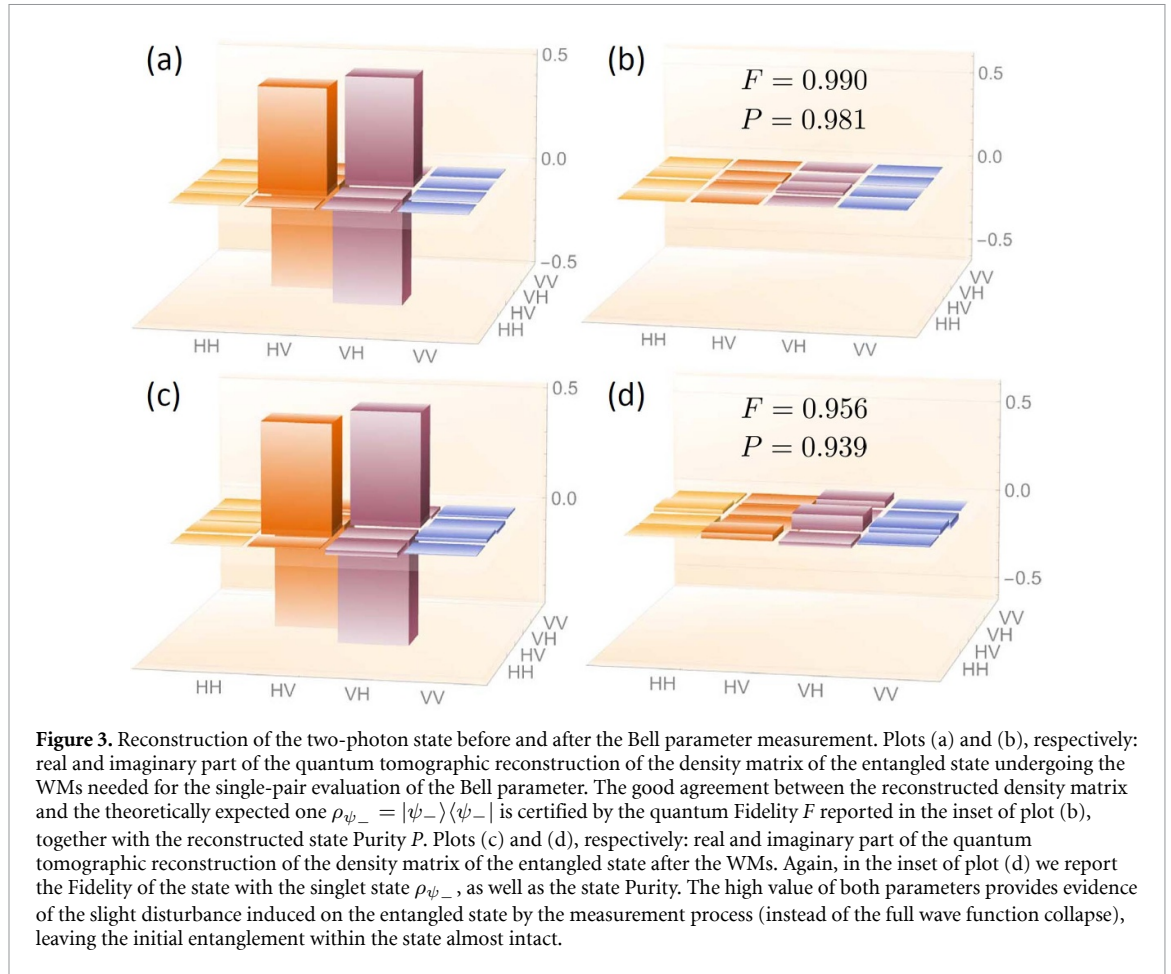 (a)
0.5
0.0
−0.5
VV
VH
HV
HH
HH
HV
VH
VV
(b)
F = 0.990
P = 0.981
0.5
0.0
−0.5
VV
VH
HV
HH
HH
HV
VH
VV
(c)
0.5
0.0
VV
VH
HV
HH
HH
HV
VH
VV
(d)
F = 0.956
P = 0.939
0.5
0.0
−0.5
VV
VH
HV
HH
HH
HV
VH
VV
Figure 3. Reconstruction of the two-photon state before and after the Bell parameter measurement. Plots (a) and (b), respectively:
real and imaginary part of the quantum tomographic reconstruction of the density matrix of the entangled state undergoing the
WMs needed for the single-pair evaluation of the Bell parameter. The good agreement between the reconstructed density matrix
and the theoretically expected one ρψ₋ = |ψ₋⟩⟨ψ₋| is certified by the quantum Fidelity F reported in the inset of plot (b),
together with the reconstructed state Purity P. Plots (c) and (d), respectively: real and imaginary part of the quantum
tomographic reconstruction of the density matrix of the entangled state after the WMs. Again, in the inset of plot (d) we report
the Fidelity of the state with the singlet state ρψ₋, as well as the state Purity. The high value of both parameters provides evidence
of the slight disturbance induced on the entangled state by the measurement process (instead of the full wave function collapse),
leaving the initial entanglement within the state almost intact.